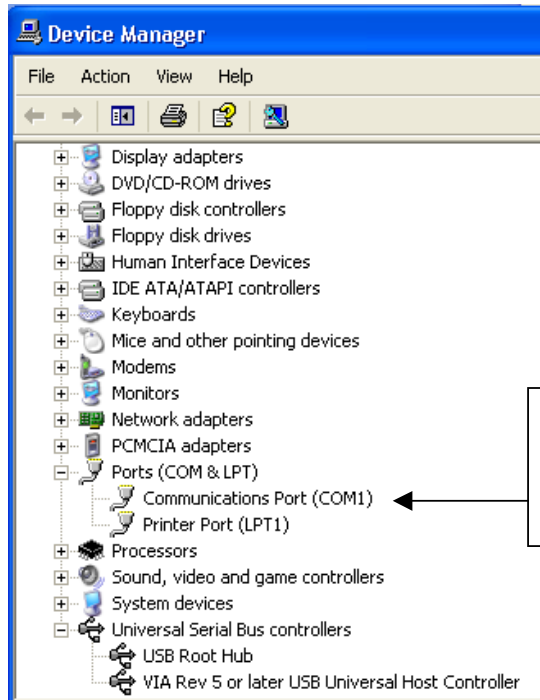 Device Manager
File Action View Help
Display adapters
DVD/CD-ROM drives
Floppy disk controllers
Floppy disk drives
Human Interface Devices
IDE ATA/ATAPI controllers
Keyboards
Mice and other pointing devices
Modems
Monitors
Network adapters
PCMCIA adapters
Ports (COM & LPT)
Communications Port (COM1)
Printer Port (LPT1)
Processors
Sound, video and game controllers
System devices
Universal Serial Bus controllers
USB Root Hub
VIA Rev 5 or later USB Universal Host Controller